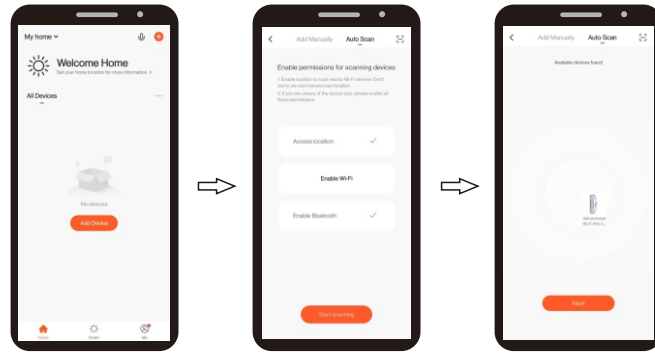 My home
Welcome Home
Set your home location for more information >
All Devices
No devices
Add Device
Home
Smart
Me
Add Manually Auto Scan
Enable permissions for scanning devices
1. Enable location to scan nearby Wi-Fi devices. Don't
worry, we won't record your location.
2. If you are unsure of the device type, please enable all
these permissions.
Access location
Enable Wi-Fi
Enable Bluetooth
Start scanning
Add Manually Auto Scan
Available devices found
Next